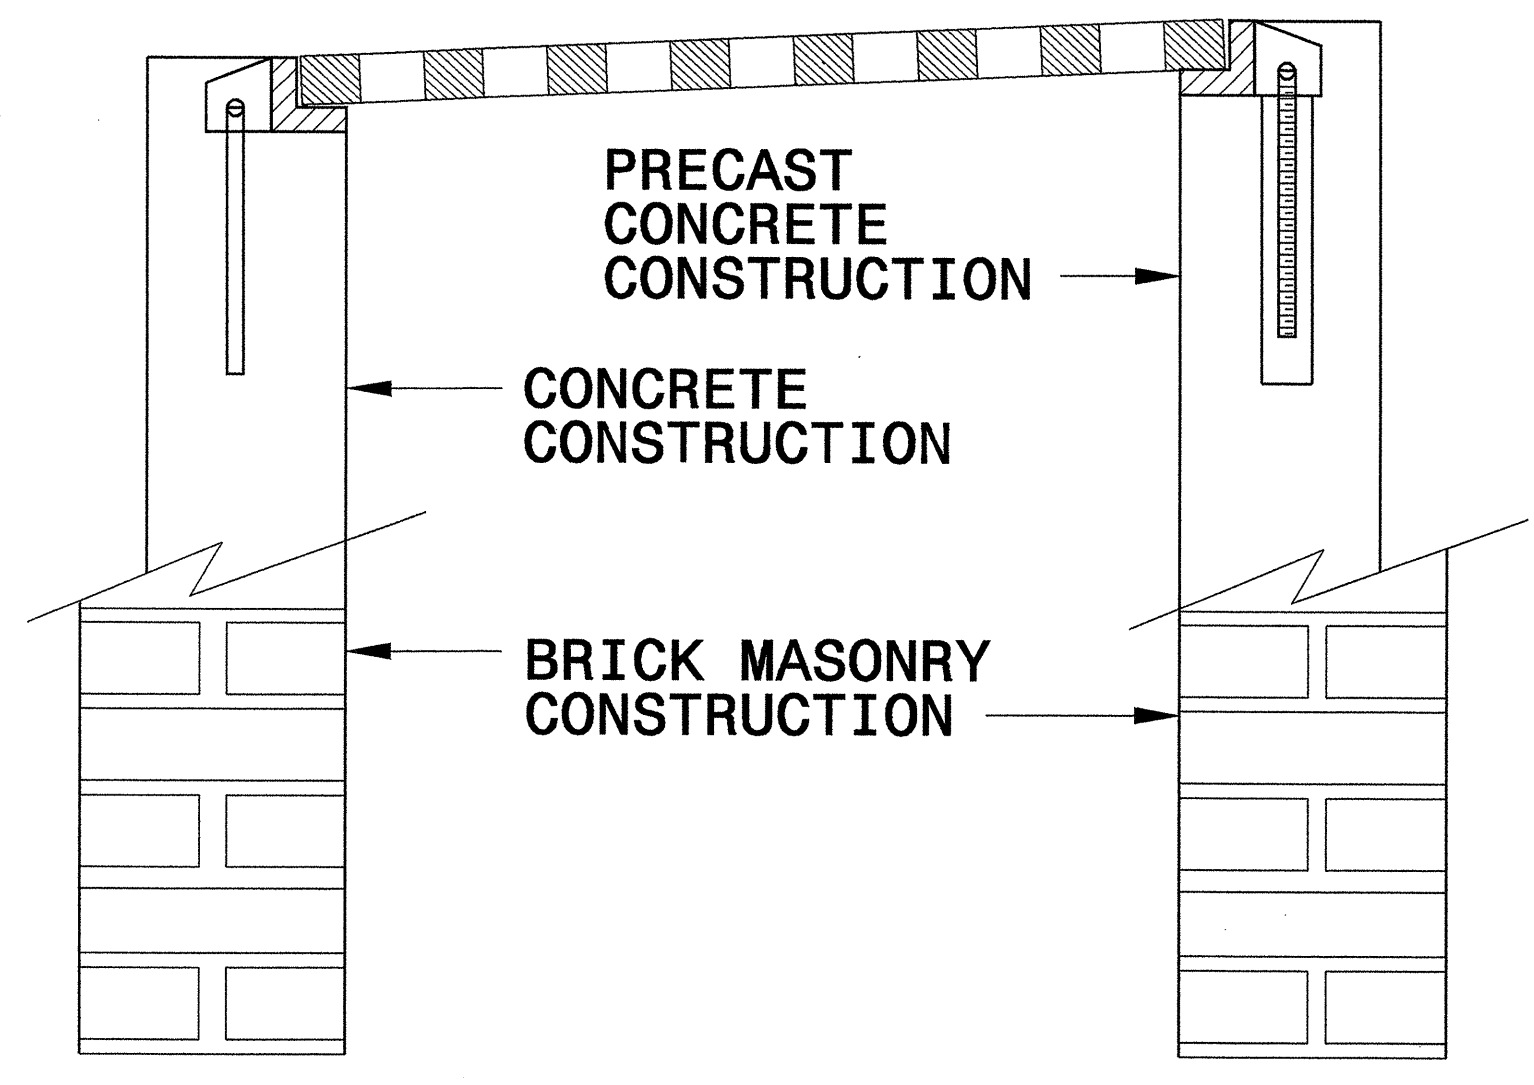 PRECAST
CONCRETE
CONSTRUCTION
CONCRETE
CONSTRUCTION
BRICK MASONRY
CONSTRUCTION